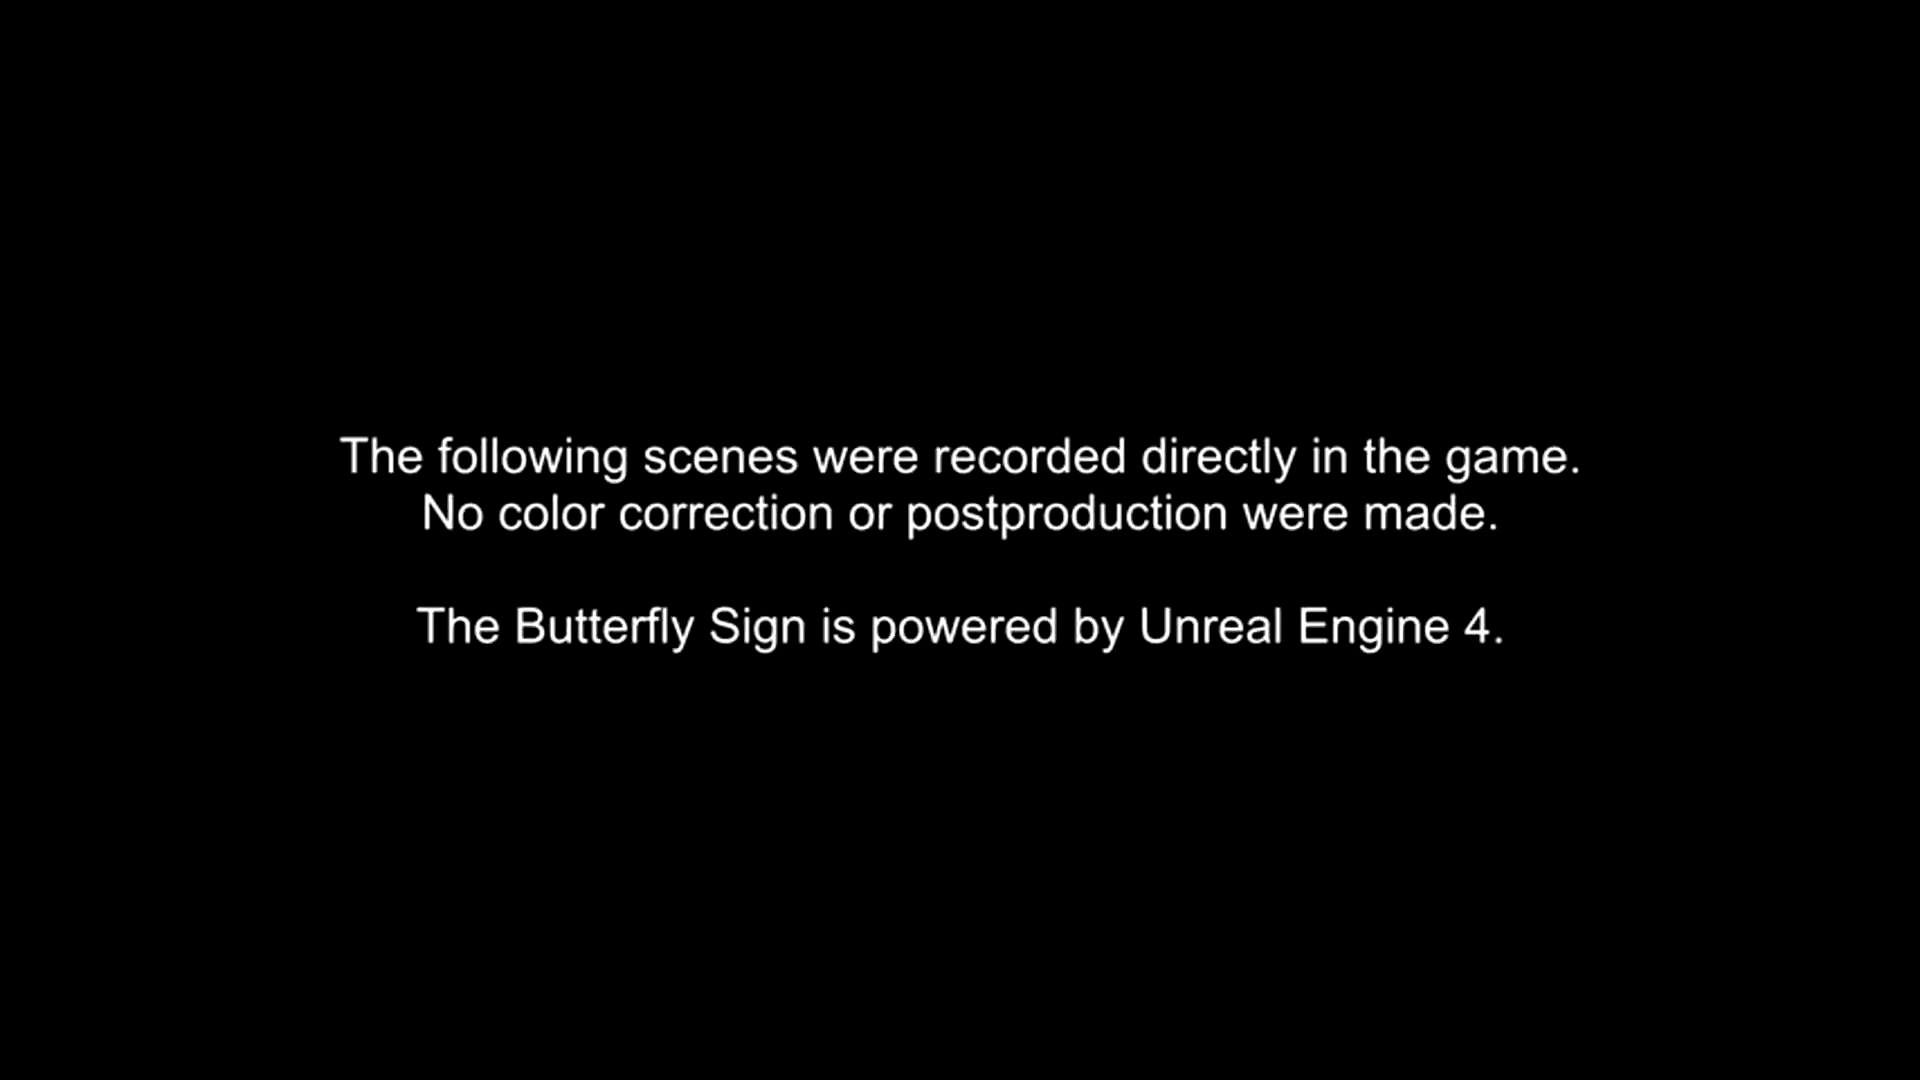 The following scenes were recorded directly in the game.
No color correction or postproduction were made.
The Butterfly Sign is powered by Unreal Engine 4.